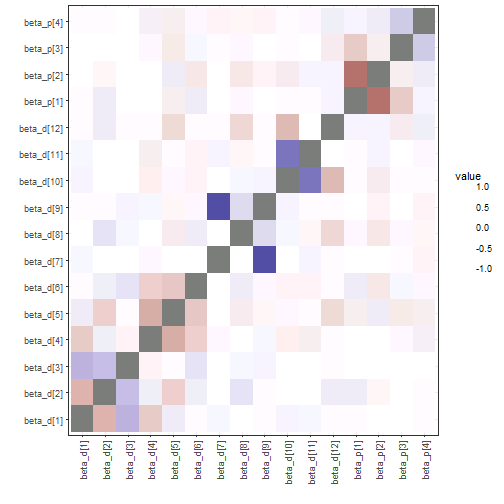 beta_p[4]
beta_p[3]
beta_p[2]
beta_p[1]
beta_d[12]
beta_d[11]
beta_d[10]
beta_d[9]
beta_d[8]
beta_d[7]
beta_d[6]
beta_d[5]
beta_d[4]
beta_d[3]
beta_d[2]
beta_d[1]
beta_d[1]
beta_d[2]
beta_d[3]
beta_d[4]
beta_d[5]
beta_d[6]
beta_d[7]
beta_d[8]
beta_d[9]
beta_d[10]
beta_d[11]
beta_d[12]
beta_p[1]
beta_p[2]
beta_p[3]
beta_p[4]
value
1.0
0.5
0.0
-0.5
-1.0